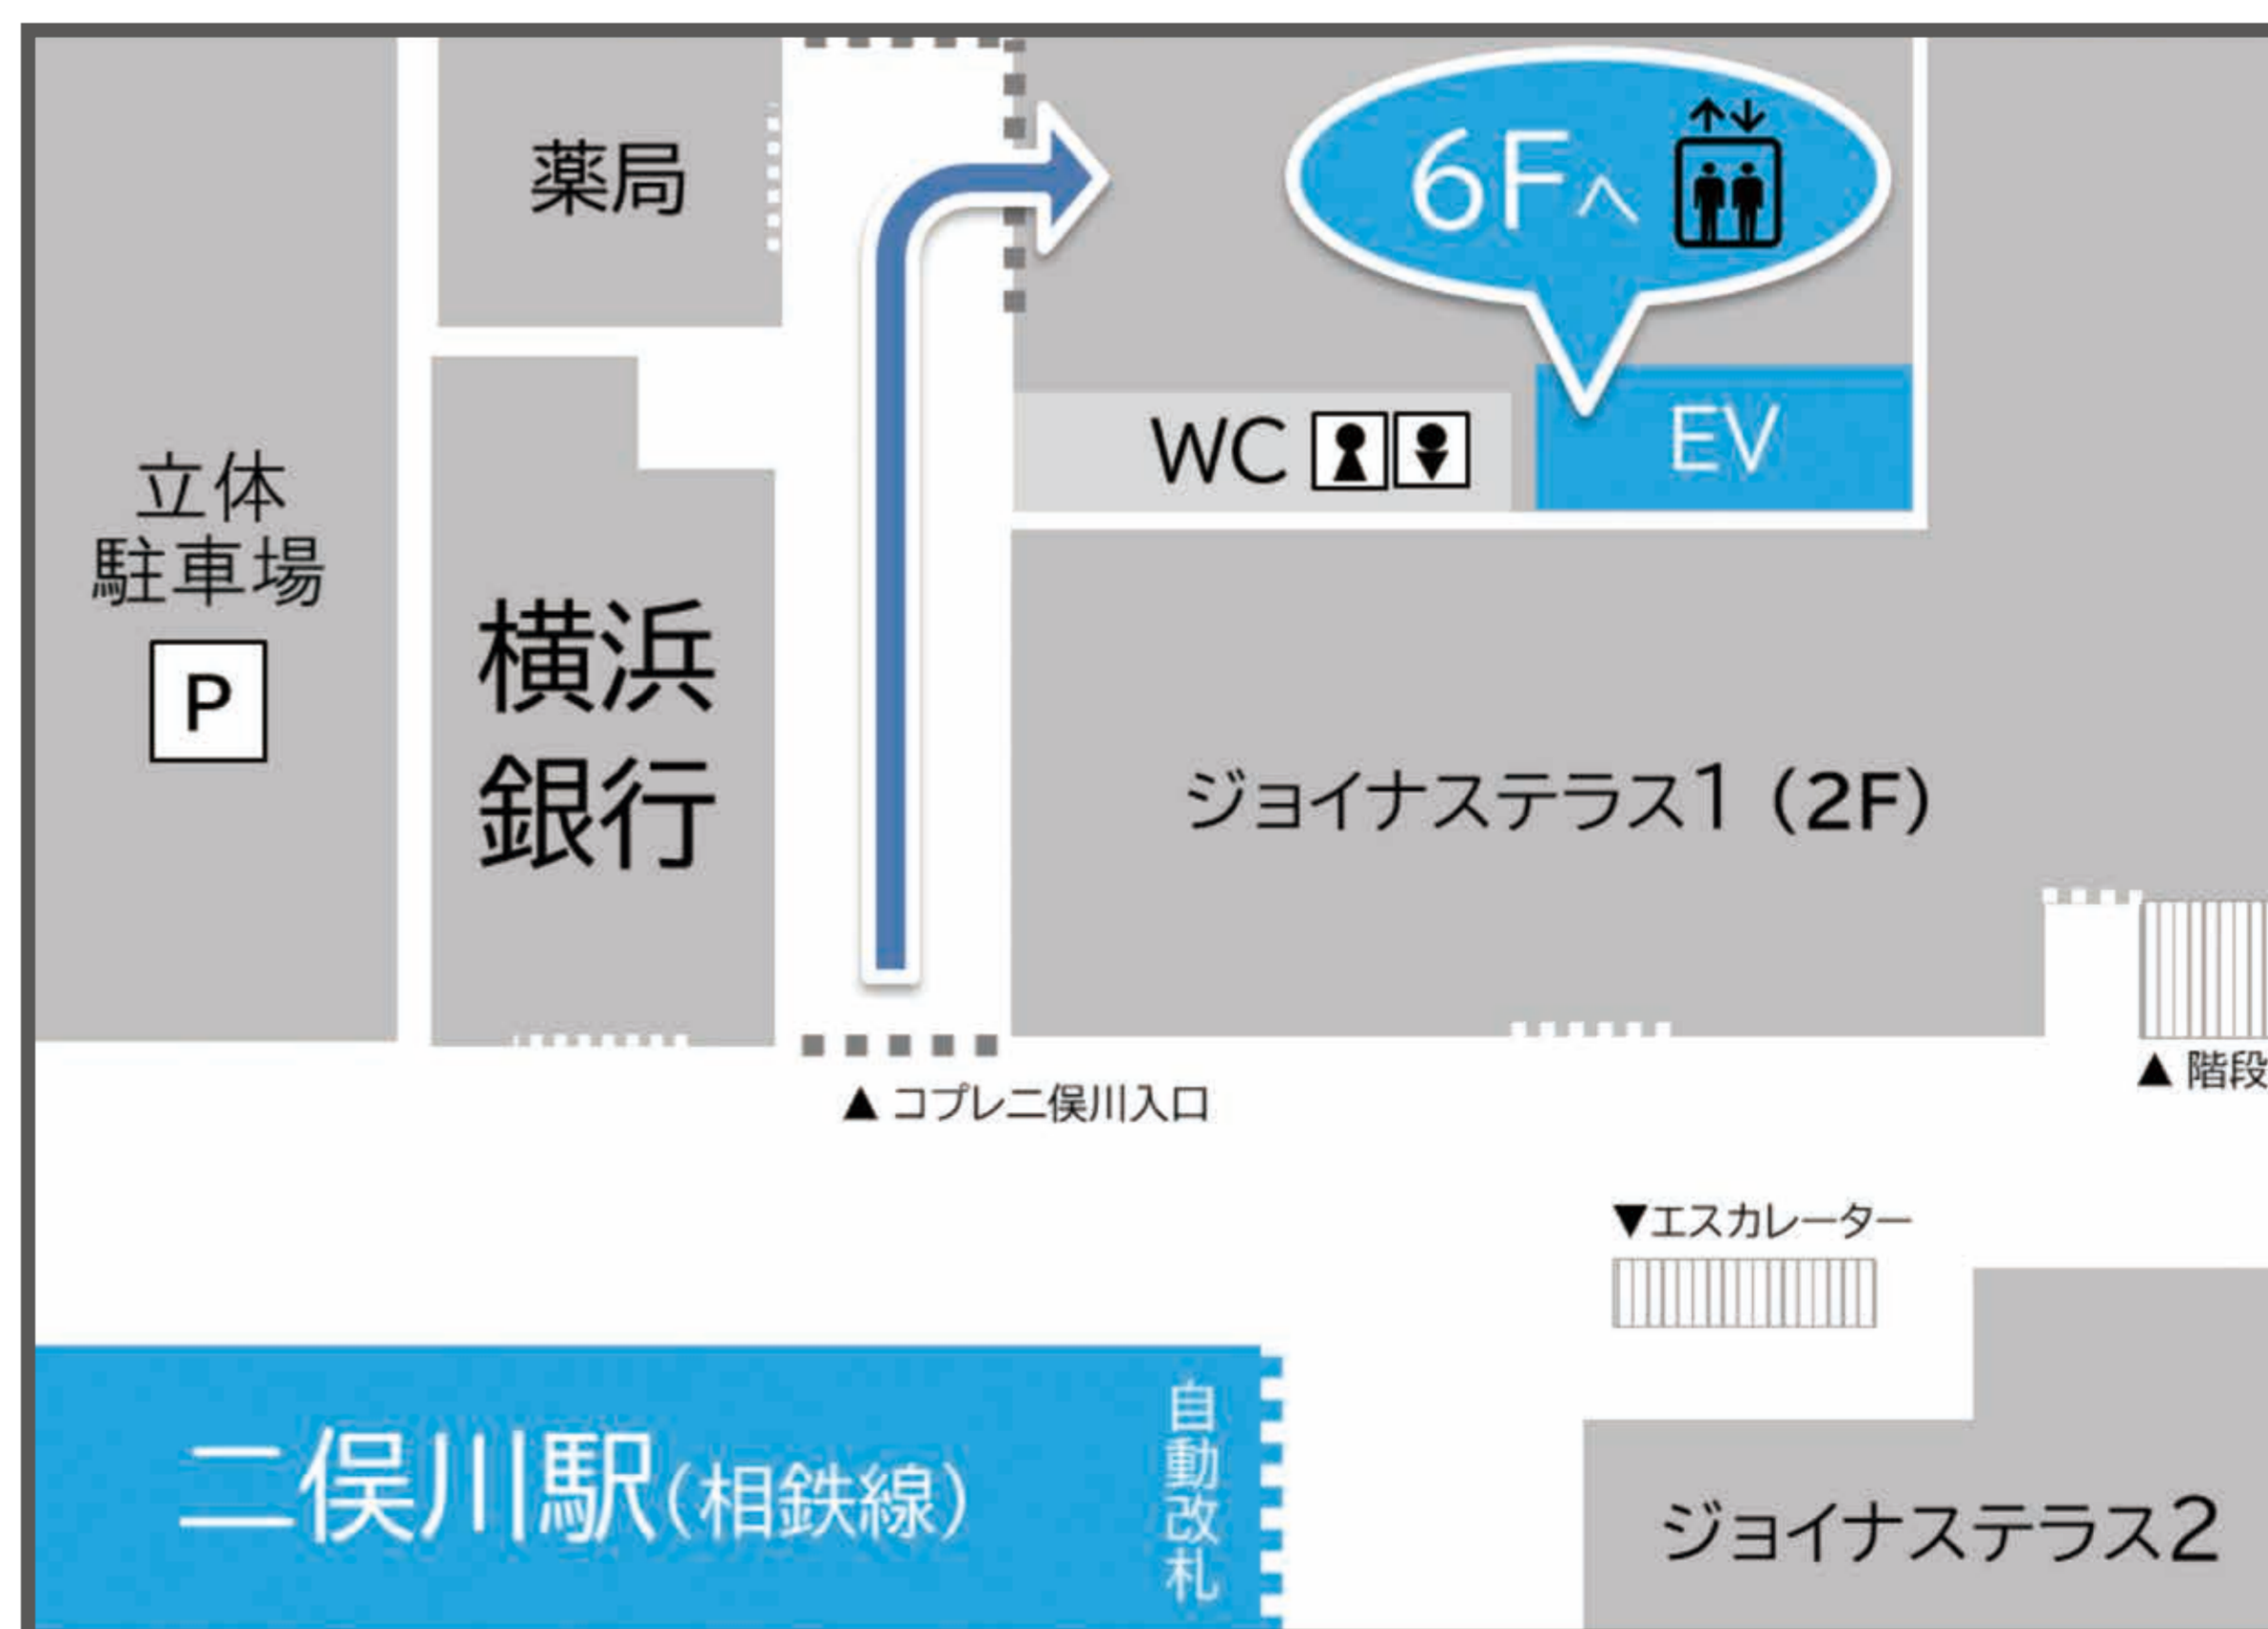 薬局
6Fへ
WC
EV
立体
駐車場
P
横浜
銀行
ジョイナステラス1 (2F)
▲ 階段
▲ コプレ二俣川入口
▼エスカレーター
二俣川駅(相鉄線)
自動改札
ジョイナステラス2